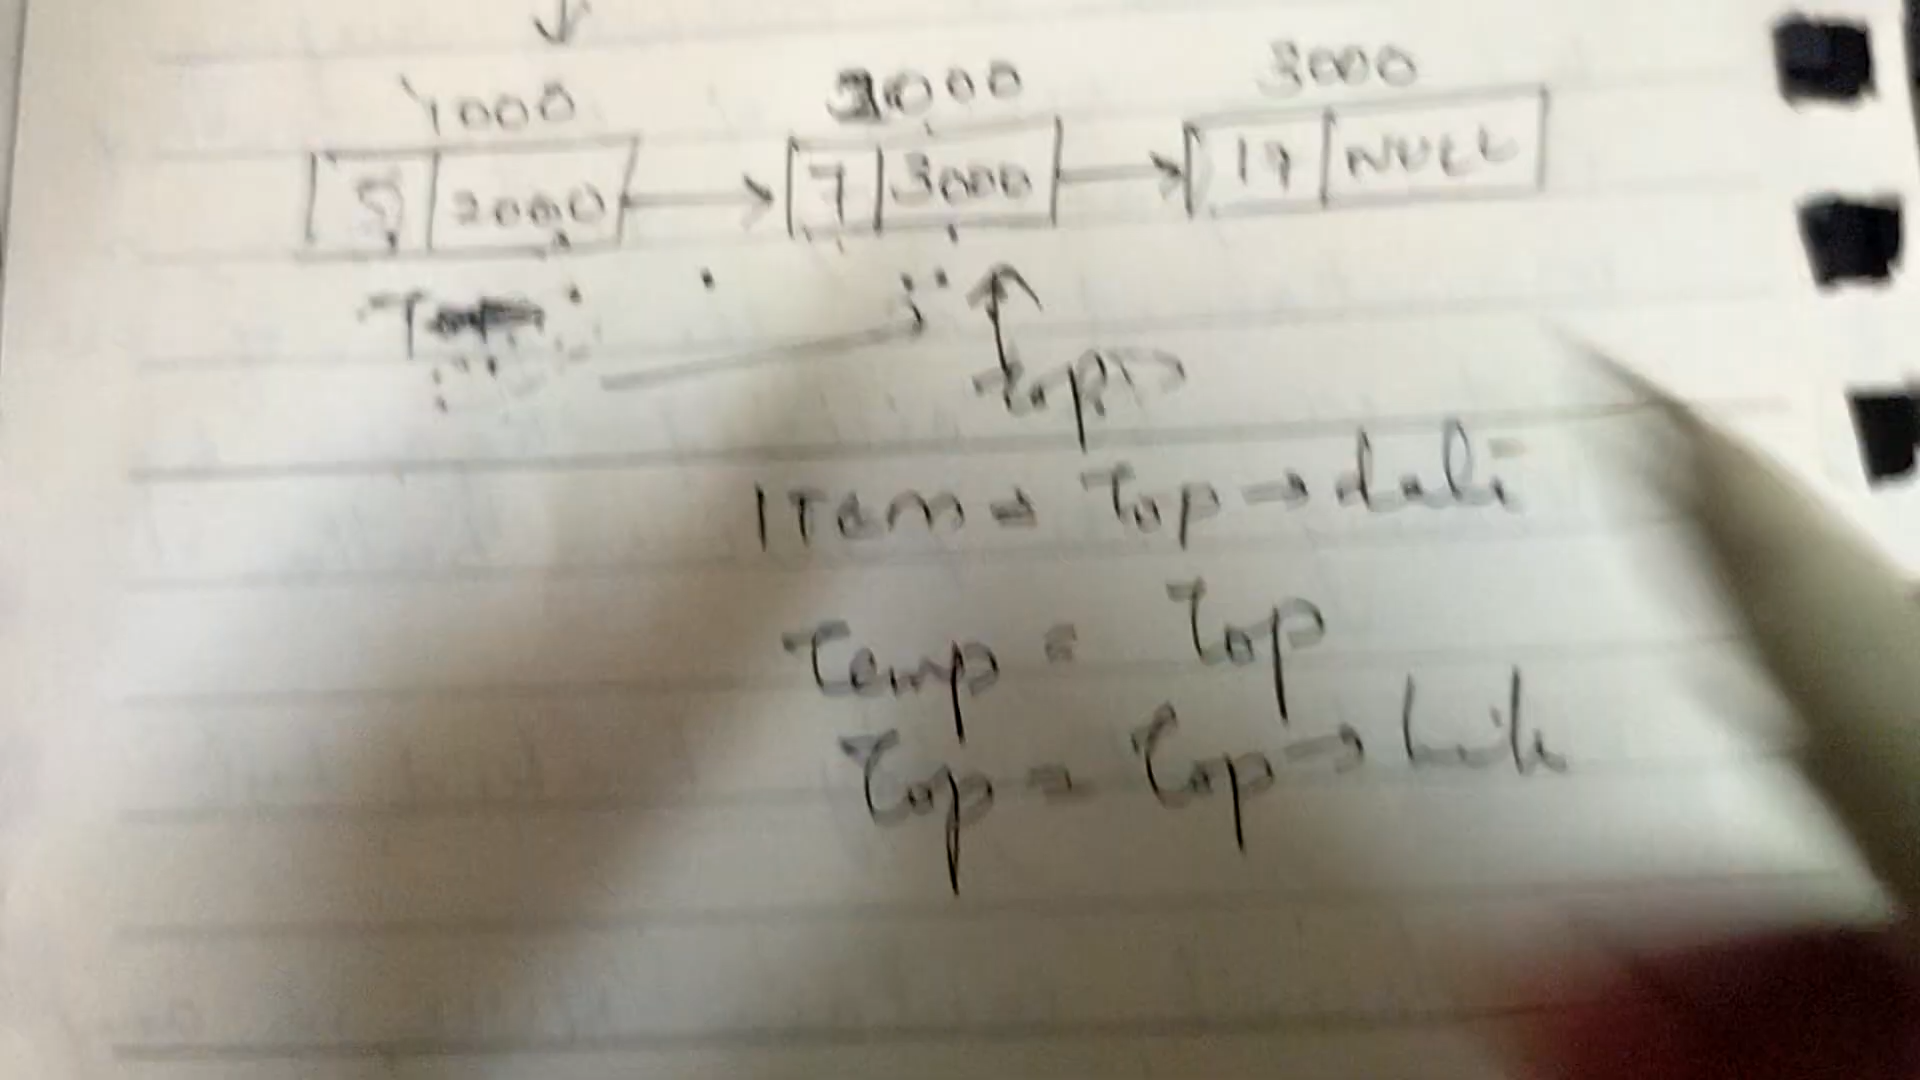 1000 2000 3000
5 2000 7 3000 17 NULL
Top
Item = Top → data
Temp = Top
Top = Top → link